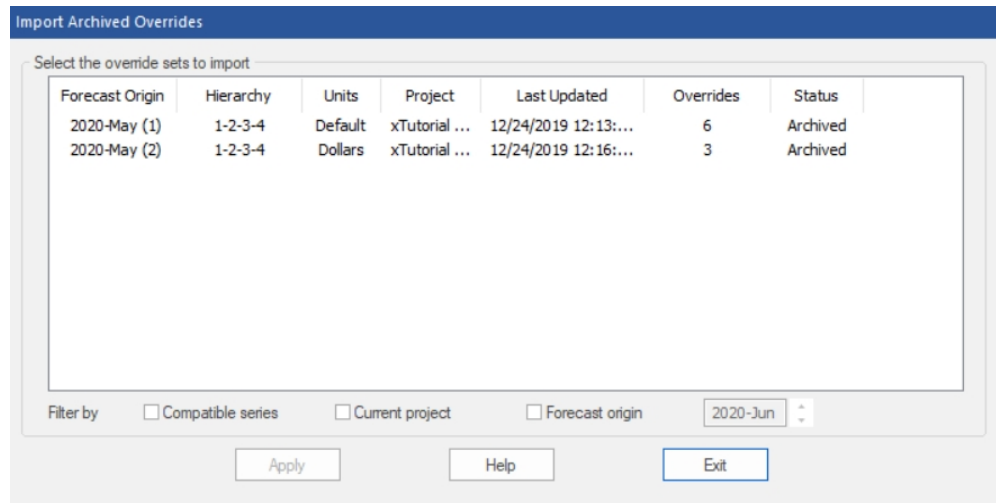 Import Archived Overrides
Select the override sets to import
Forecast Origin Hierarchy Units Project Last Updated Overrides Status
2020-May (1) 1-2-3-4 Default xTutorial ... 12/24/2019 12:13:... 6 Archived
2020-May (2) 1-2-3-4 Dollars xTutorial ... 12/24/2019 12:16:... 3 Archived
Filter by Compatible series Current project Forecast origin 2020-Jun
Apply Help Exit